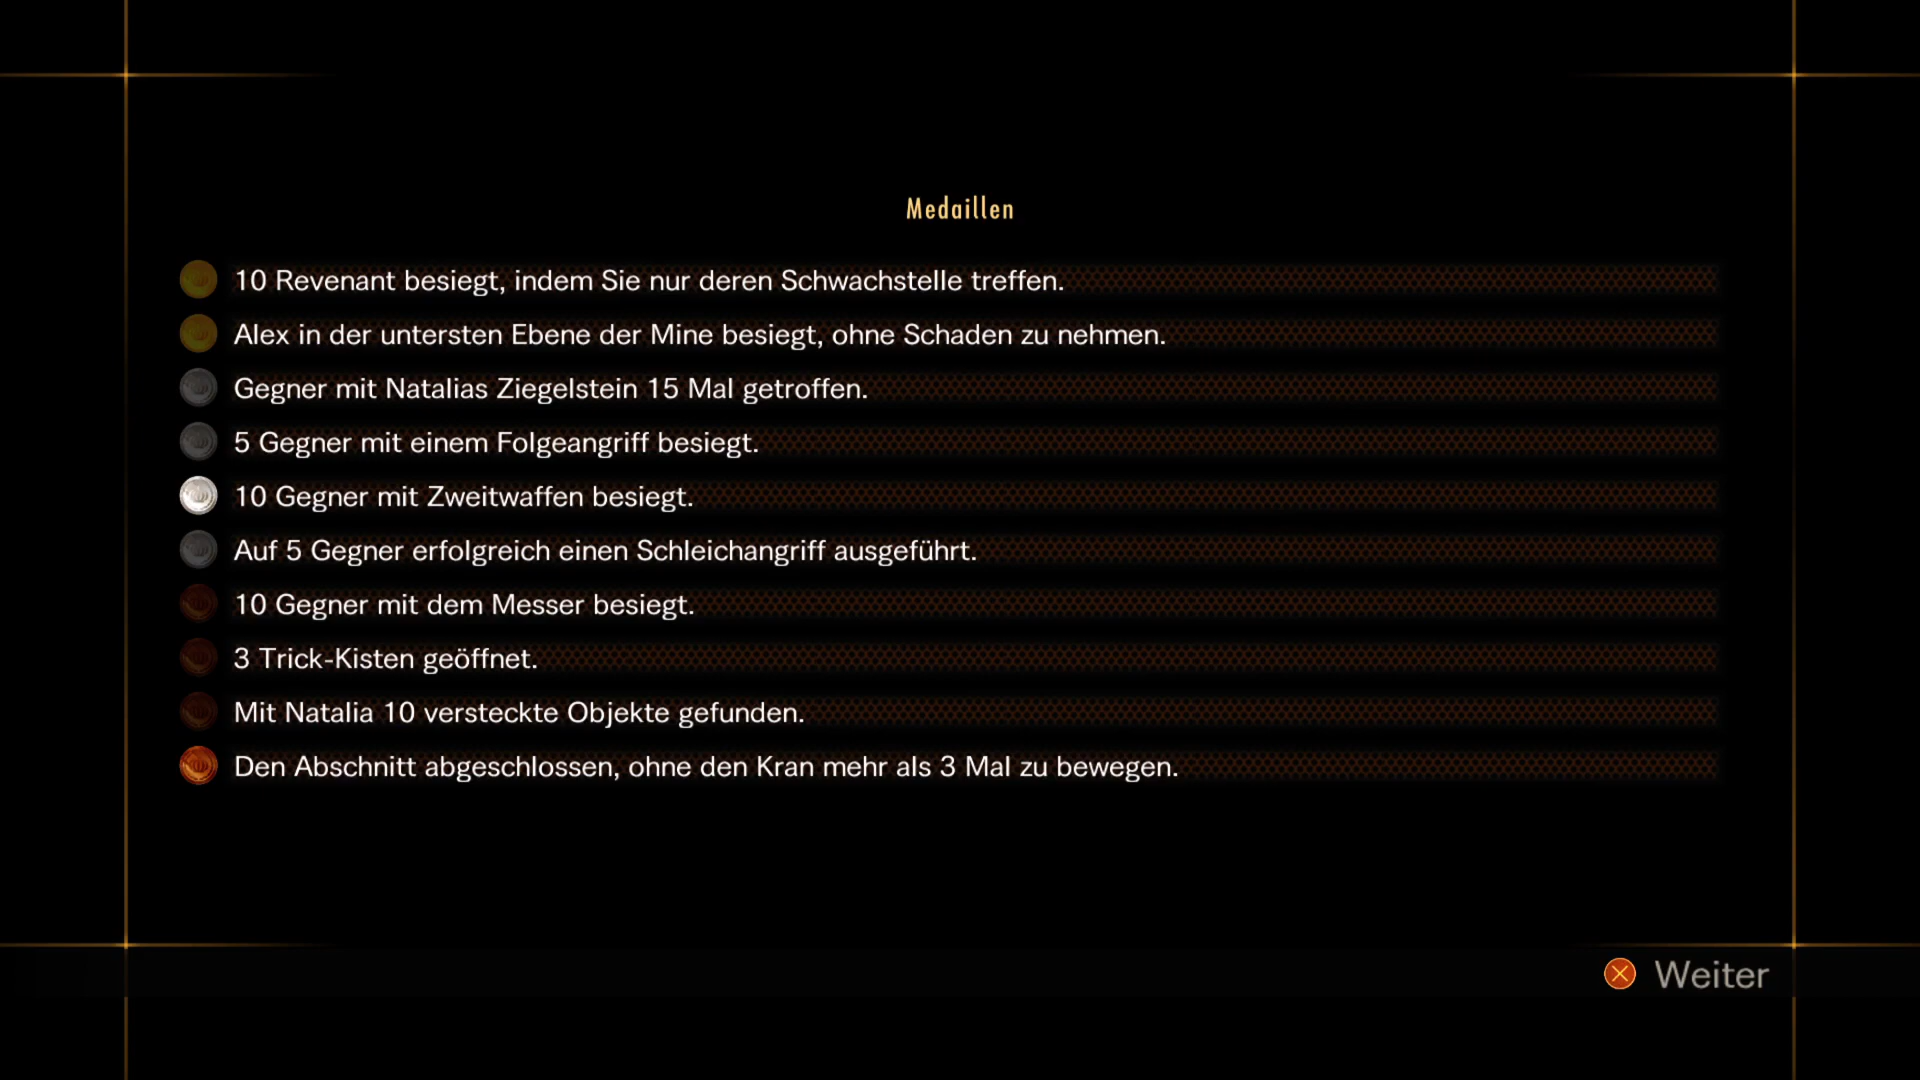 Medaillen
10 Revenant besiegt, indem Sie nur deren Schwachstelle treffen.
Alex in der untersten Ebene der Mine besiegt, ohne Schaden zu nehmen.
Gegner mit Natalias Ziegelstein 15 Mal getroffen.
5 Gegner mit einem Folgeangriff besiegt.
10 Gegner mit Zweitwaffen besiegt.
Auf 5 Gegner erfolgreich einen Schleichangriff ausgeführt.
10 Gegner mit dem Messer besiegt.
3 Trick-Kisten geöffnet.
Mit Natalia 10 versteckte Objekte gefunden.
Den Abschnitt abgeschlossen, ohne den Kran mehr als 3 Mal zu bewegen.
Weiter